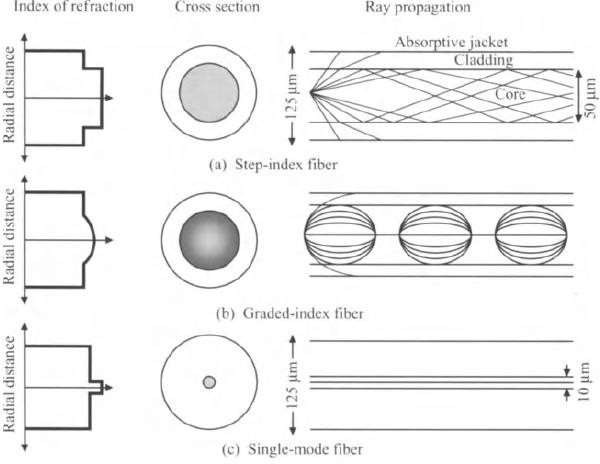 Index of refraction
Cross section
Ray propagation
Radial distance
125 µm
Absorptive jacket
Cladding
Core
50 µm
(a) Step-index fiber
Radial distance
(b) Graded-index fiber
Radial distance
125 µm
10 µm
(c) Single-mode fiber